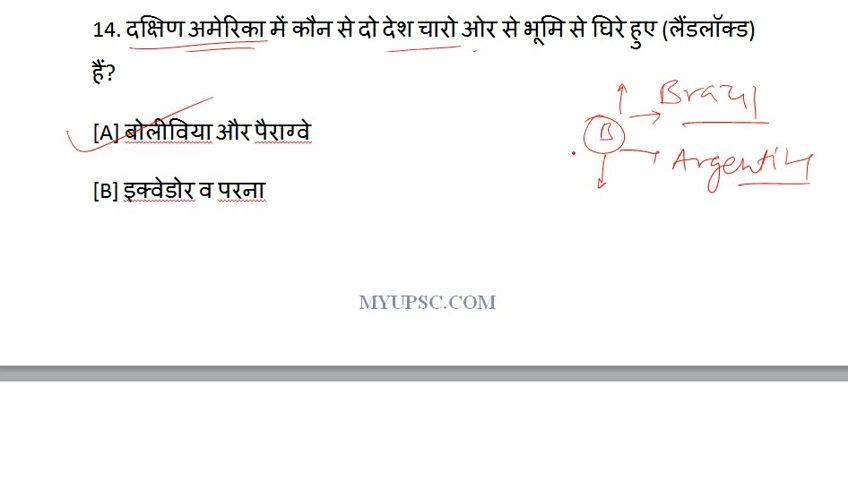 14. दक्षिण अमेरिका में कौन से दो देश चारो ओर से भूमि से घिरे हुए (लैंडलॉक्ड)
हैं?
Brazil
[A] बोलीविया और पैराग्वे
B
Argentina
[B] इक्वेडोर व परना
MYUPSC.COM